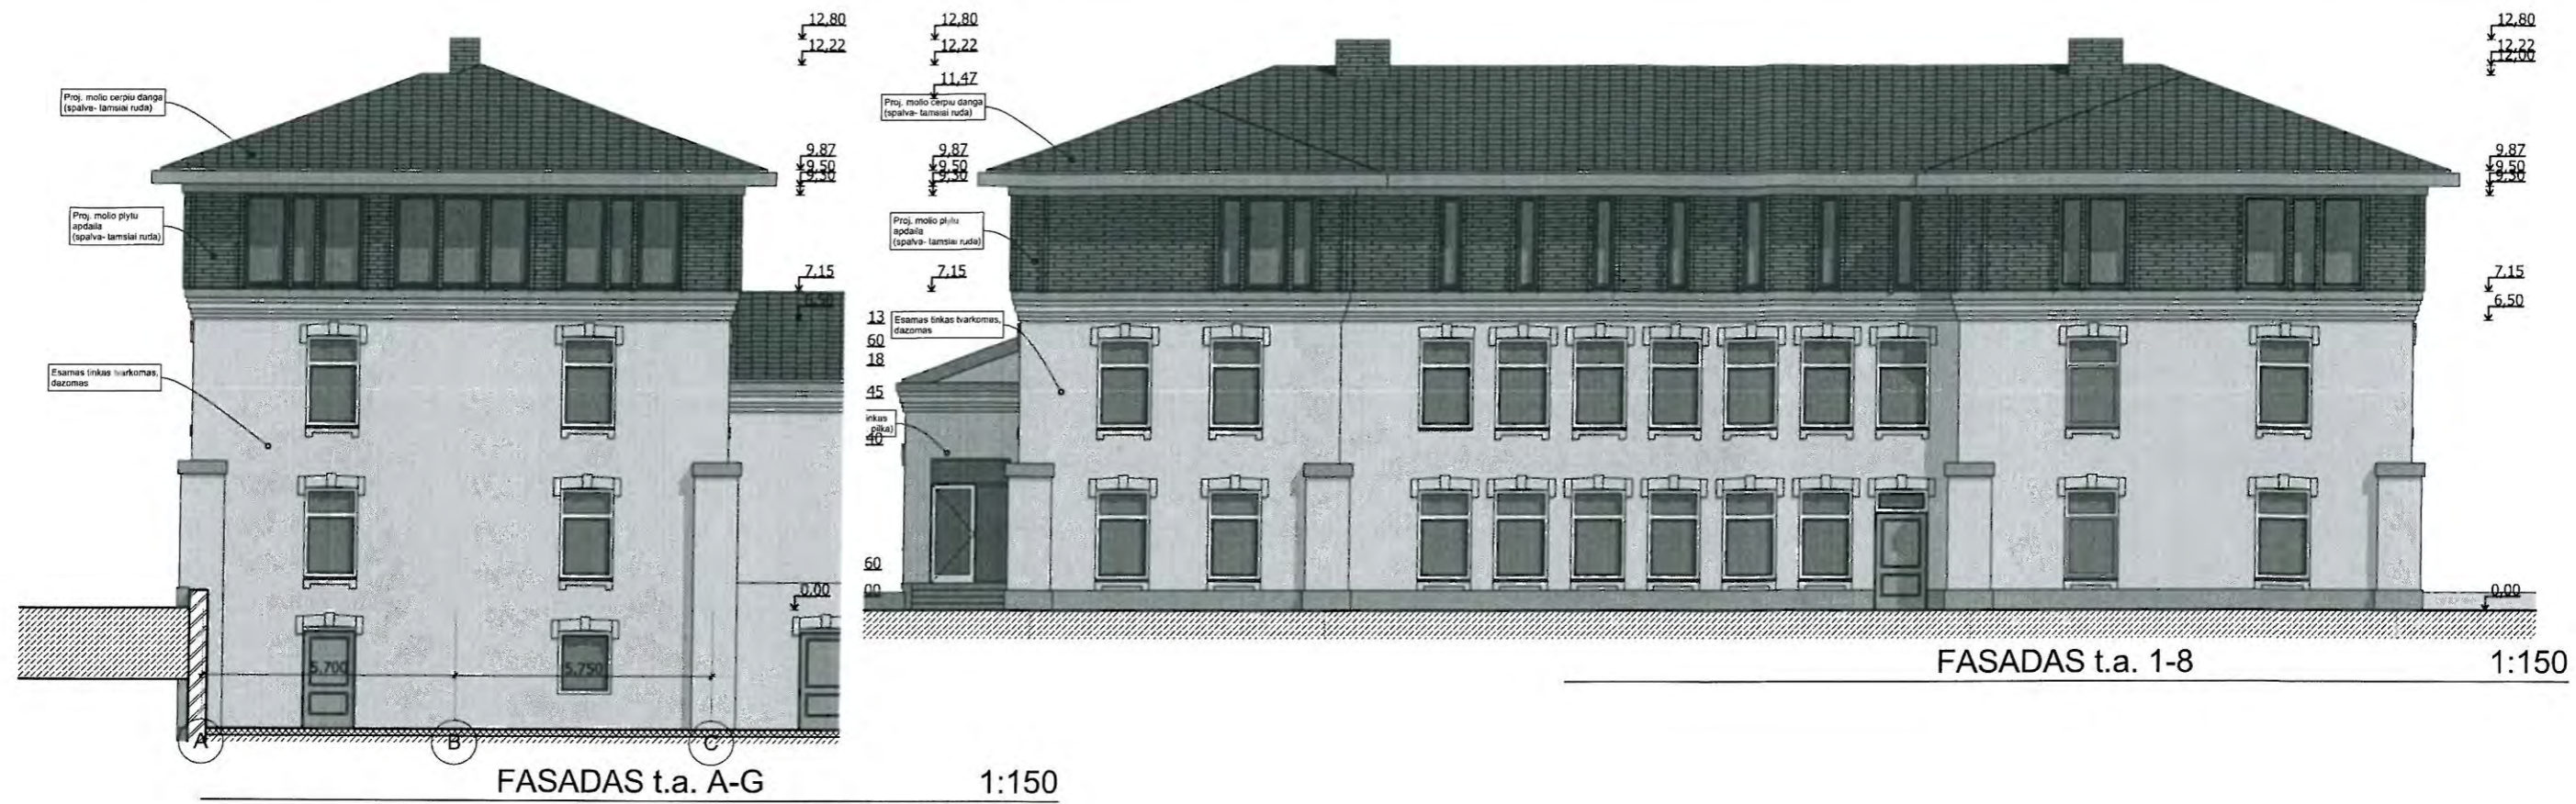 12,80
12,22
Proj. molio cerpiu danga
(spalva- tamsiai ruda)
9,87
9,50
9,30
Proj. molio plytu
apdaila
(spalva- tamsiai ruda)
7,15
6,50
Esamas tinkas tvarkomas,
dazomas
0,00
5,700
5,750
A
B
C
FASADAS t.a. A-G
1:150
12,80
12,22
11,47
Proj. molio cerpiu danga
(spalva- tamsiai ruda)
9,87
9,50
9,30
Proj. molio plytu
apdaila
(spalva- tamsiai ruda)
7,15
13
60
18
45
Esamas tinkas tvarkomas,
dazomas
inkas
pilka)
40
60
00
12,80
12,22
12,00
9,87
9,50
9,30
7,15
6,50
0,00
FASADAS t.a. 1-8
1:150